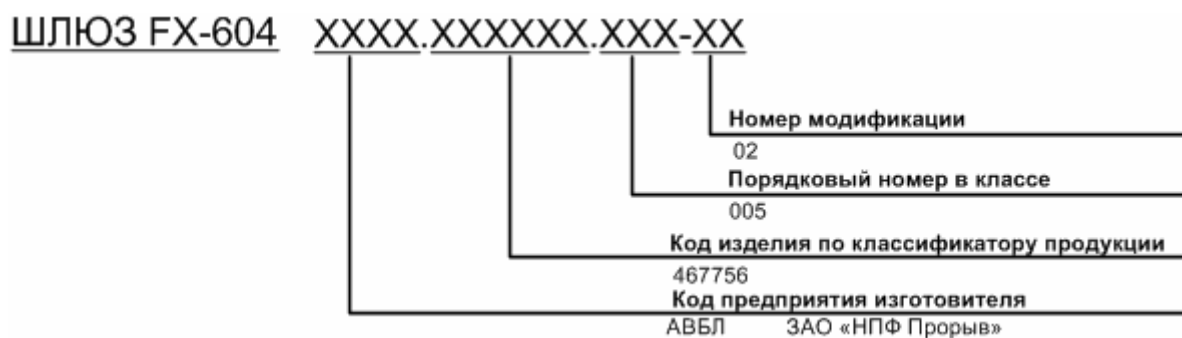 ШЛЮЗ FX-604 XXXX.XXXXXX.XXX-XX
Номер модификации
02
Порядковый номер в классе
005
Код изделия по классификатору продукции
467756
Код предприятия изготовителя
АВБЛ ЗАО «НПФ Прорыв»